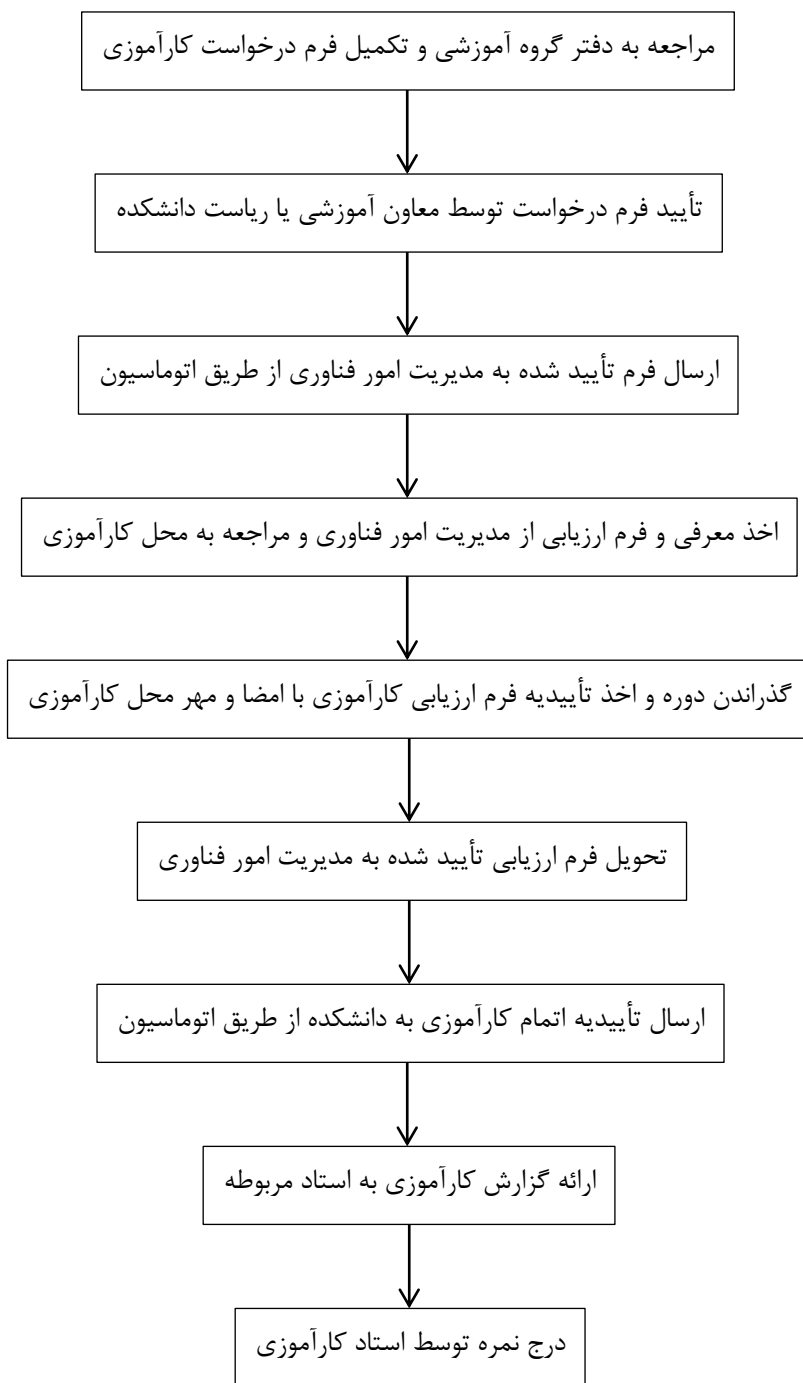 مراجعه به دفتر گروه آموزشی و تکمیل فرم درخواست کارآموزی
تأیید فرم درخواست توسط معاون آموزشی یا ریاست دانشکده
ارسال فرم تأیید شده به مدیریت امور فناوری از طریق اتوماسیون
اخذ معرفی و فرم ارزیابی از مدیریت امور فناوری و مراجعه به محل کارآموزی
گذراندن دوره و اخذ تأییدیه فرم ارزیابی کارآموزی با امضا و مهر محل کارآموزی
تحویل فرم ارزیابی تأیید شده به مدیریت امور فناوری
ارسال تأییدیه اتمام کارآموزی به دانشکده از طریق اتوماسیون
ارائه گزارش کارآموزی به استاد مربوطه
درج نمره توسط استاد کارآموزی